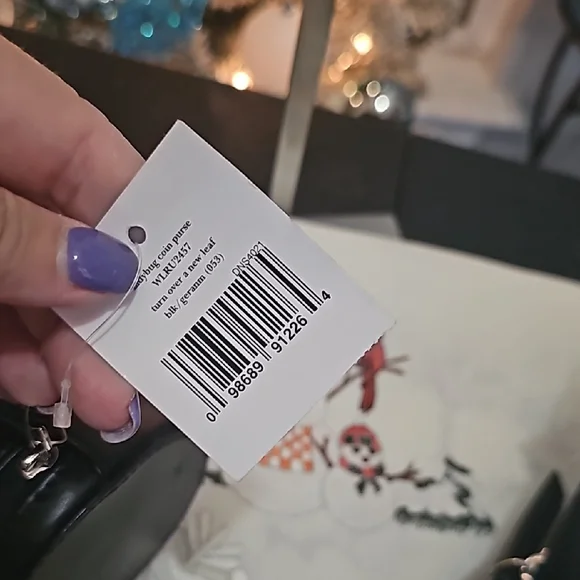 coin purse
WLRU2457
turn over a new leaf
blk/geranm (053)
DNS4021
0 98689 91226 4